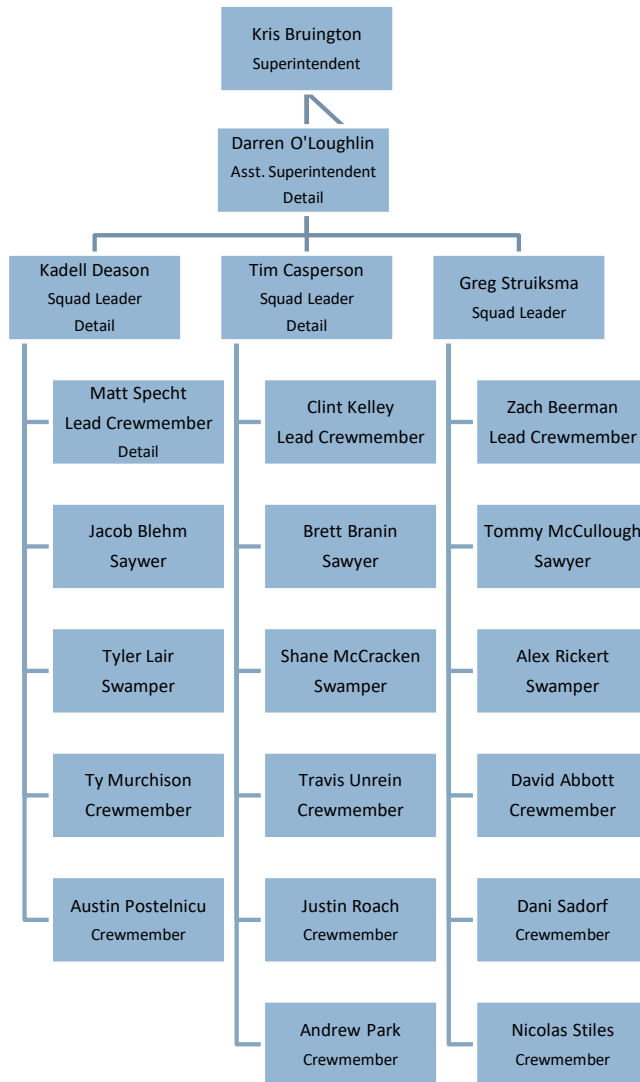 Kris Bruington
Superintendent
Darren O'Loughlin
Asst. Superintendent
Detail
Kadell Deason
Squad Leader
Detail
Tim Casperson
Squad Leader
Detail
Greg Struiksma
Squad Leader
Matt Specht
Lead Crewmember
Detail
Clint Kelley
Lead Crewmember
Zach Beerman
Lead Crewmember
Jacob Blehm
Saywer
Brett Branin
Sawyer
Tommy McCullough
Sawyer
Tyler Lair
Swamper
Shane McCracken
Swamper
Alex Rickert
Swamper
Ty Murchison
Crewmember
Travis Unrein
Crewmember
David Abbott
Crewmember
Austin Postelnicu
Crewmember
Justin Roach
Crewmember
Dani Sadorf
Crewmember
Andrew Park
Crewmember
Nicolas Stiles
Crewmember